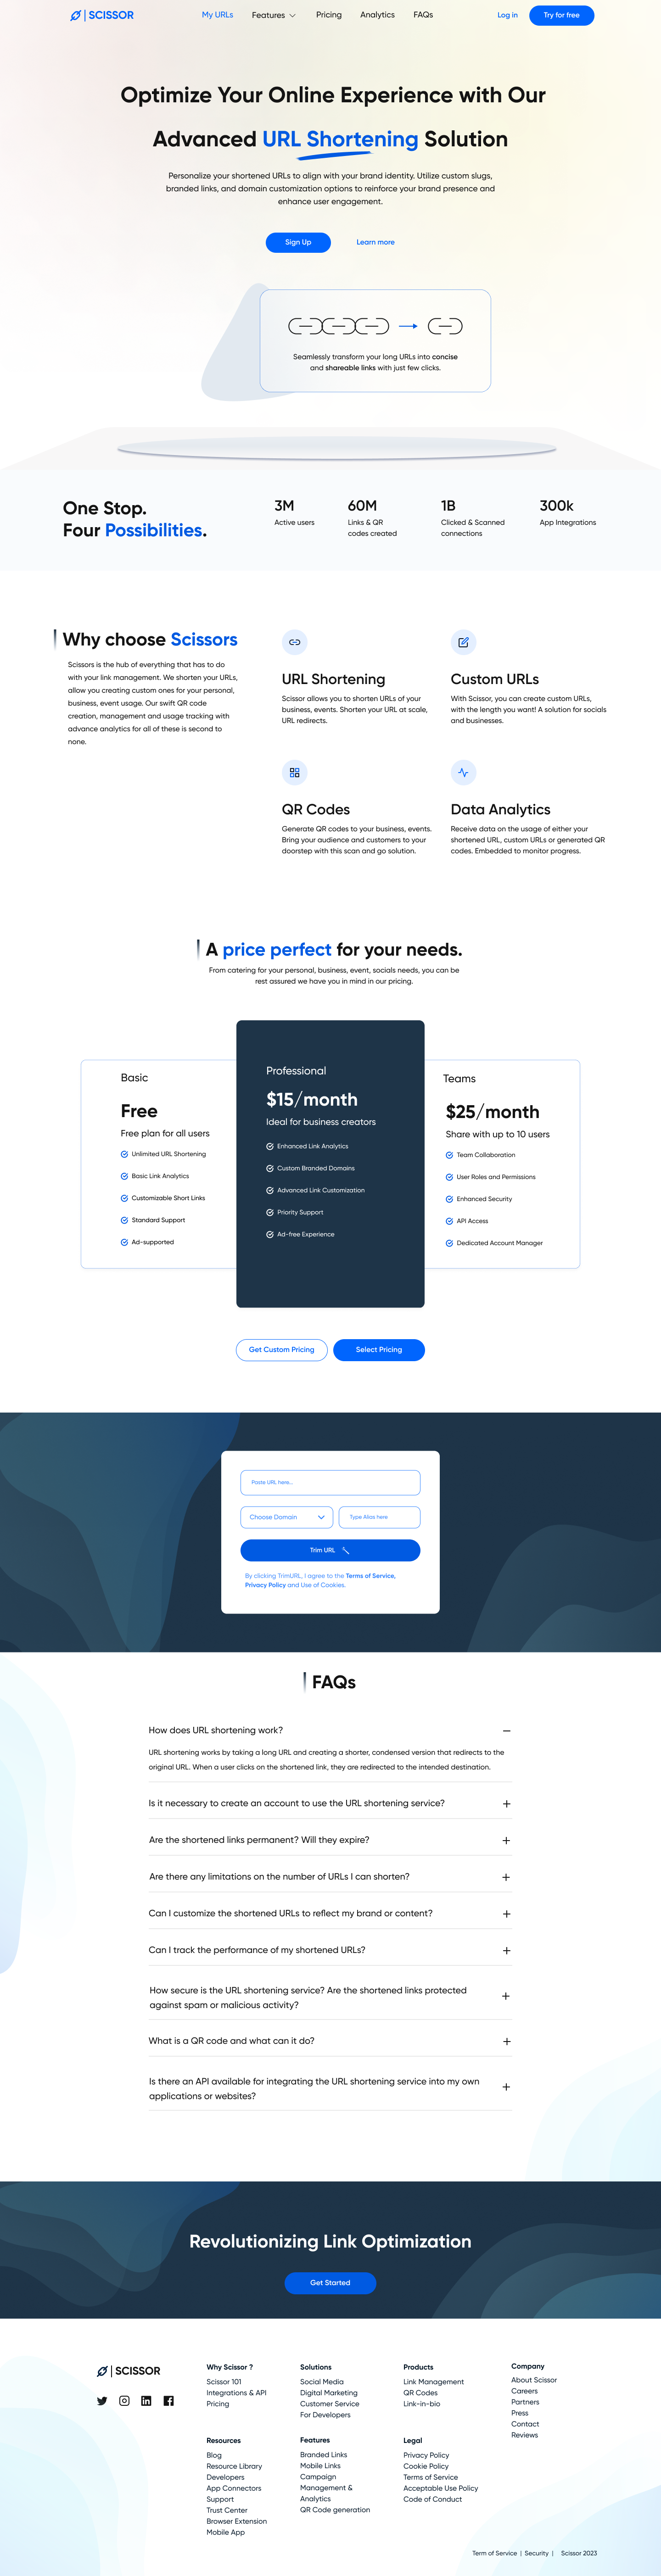 SCISSOR
My URLs
Features
Pricing
Analytics
FAQs
Log in
Try for free
Optimize Your Online Experience with Our
Advanced URL Shortening Solution
Personalize your shortened URLs to align with your brand identity. Utilize custom slugs,
branded links, and domain customization options to reinforce your brand presence and
enhance user engagement.
Sign Up
Learn more
Seamlessly transform your long URLs into concise
and shareable links with just few clicks.
One Stop.
Four Possibilities.
3M
Active users
60M
Links & QR
codes created
1B
Clicked & Scanned
connections
300k
App Integrations
Why choose Scissors
Scissors is the hub of everything that has to do
with your link management. We shorten your URLs,
allow you creating custom ones for your personal,
business, event usage. Our swift QR code
creation, management and usage tracking with
advance analytics for all of these is second to
none.
URL Shortening
Scissor allows you to shorten URLs of your
business, events. Shorten your URL at scale,
URL redirects.
Custom URLs
With Scissor, you can create custom URLs,
with the length you want! A solution for socials
and businesses.
QR Codes
Generate QR codes to your business, events.
Bring your audience and customers to your
doorstep with this scan and go solution.
Data Analytics
Receive data on the usage of either your
shortened URL, custom URLs or generated QR
codes. Embedded to monitor progress.
A price perfect for your needs.
From catering for your personal, business, event, socials needs, you can be
rest assured we have you in mind in our pricing.
Basic
Free
Free plan for all users
Unlimited URL Shortening
Basic Link Analytics
Customizable Short Links
Standard Support
Ad-supported
Professional
$15/month
Ideal for business creators
Enhanced Link Analytics
Custom Branded Domains
Advanced Link Customization
Priority Support
Ad-free Experience
Teams
$25/month
Share with up to 10 users
Team Collaboration
User Roles and Permissions
Enhanced Security
API Access
Dedicated Account Manager
Get Custom Pricing
Select Pricing
Paste URL here...
Choose Domain
Type Alias here
Trim URL
By clicking TrimURL, I agree to the Terms of Service,
Privacy Policy and Use of Cookies.
FAQs
How does URL shortening work?
URL shortening works by taking a long URL and creating a shorter, condensed version that redirects to the
original URL. When a user clicks on the shortened link, they are redirected to the intended destination.
Is it necessary to create an account to use the URL shortening service?
Are the shortened links permanent? Will they expire?
Are there any limitations on the number of URLs I can shorten?
Can I customize the shortened URLs to reflect my brand or content?
Can I track the performance of my shortened URLs?
How secure is the URL shortening service? Are the shortened links protected
against spam or malicious activity?
What is a QR code and what can it do?
Is there an API available for integrating the URL shortening service into my own
applications or websites?
Revolutionizing Link Optimization
Get Started
SCISSOR
Why Scissor ?
Scissor 101
Integrations & API
Pricing
Solutions
Social Media
Digital Marketing
Customer Service
For Developers
Products
Link Management
QR Codes
Link-in-bio
Company
About Scissor
Careers
Partners
Press
Contact
Reviews
Resources
Blog
Resource Library
Developers
App Connectors
Support
Trust Center
Browser Extension
Mobile App
Features
Branded Links
Mobile Links
Campaign
Management &
Analytics
QR Code generation
Legal
Privacy Policy
Cookie Policy
Terms of Service
Acceptable Use Policy
Code of Conduct
Term of Service | Security | Scissor 2023